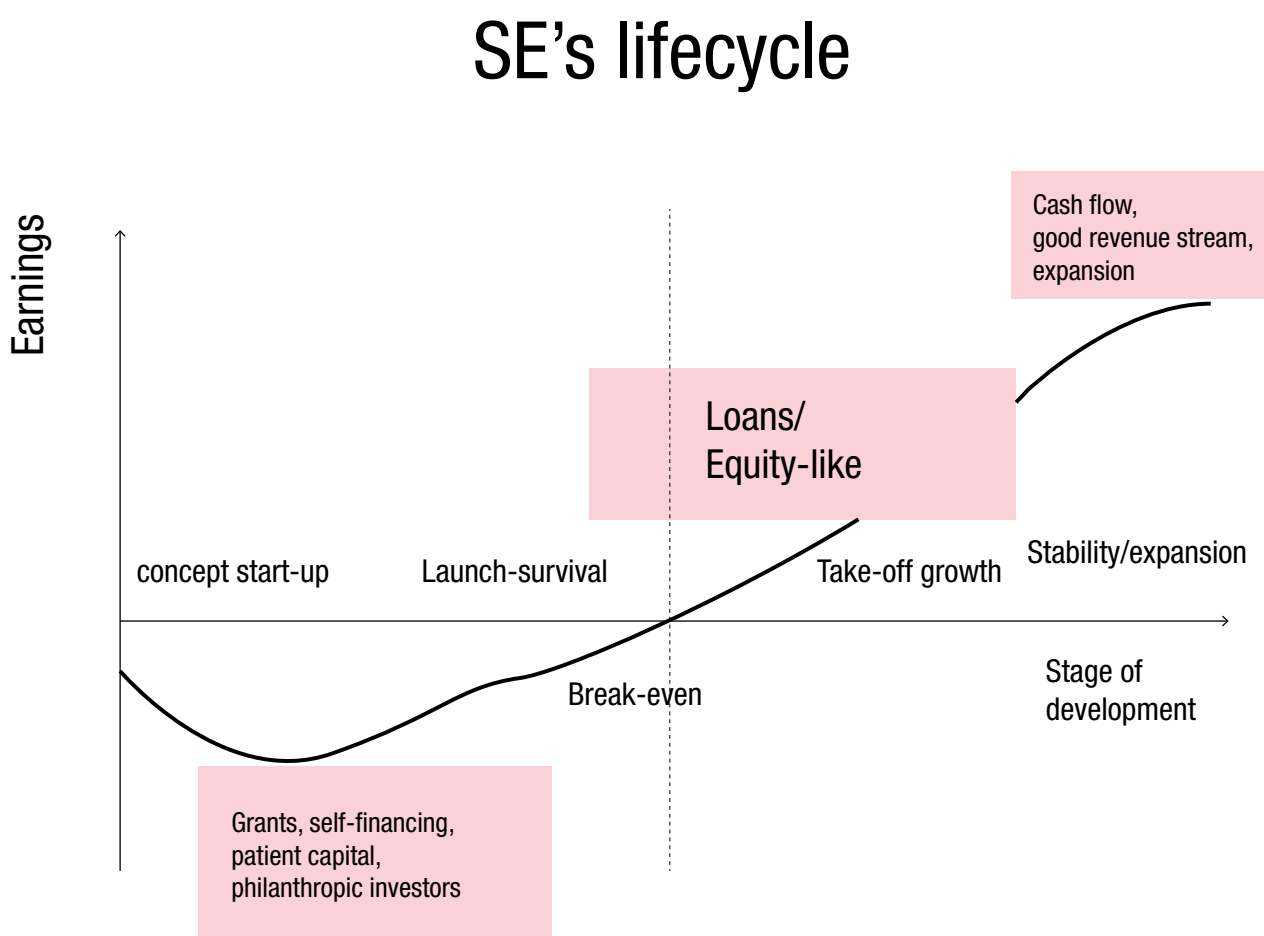 SE’s lifecycle
Earnings
Cash flow,
good revenue stream,
expansion
Loans/
Equity-like
concept start-up
Launch-survival
Take-off growth
Stability/expansion
Break-even
Stage of
development
Grants, self-financing,
patient capital,
philanthropic investors